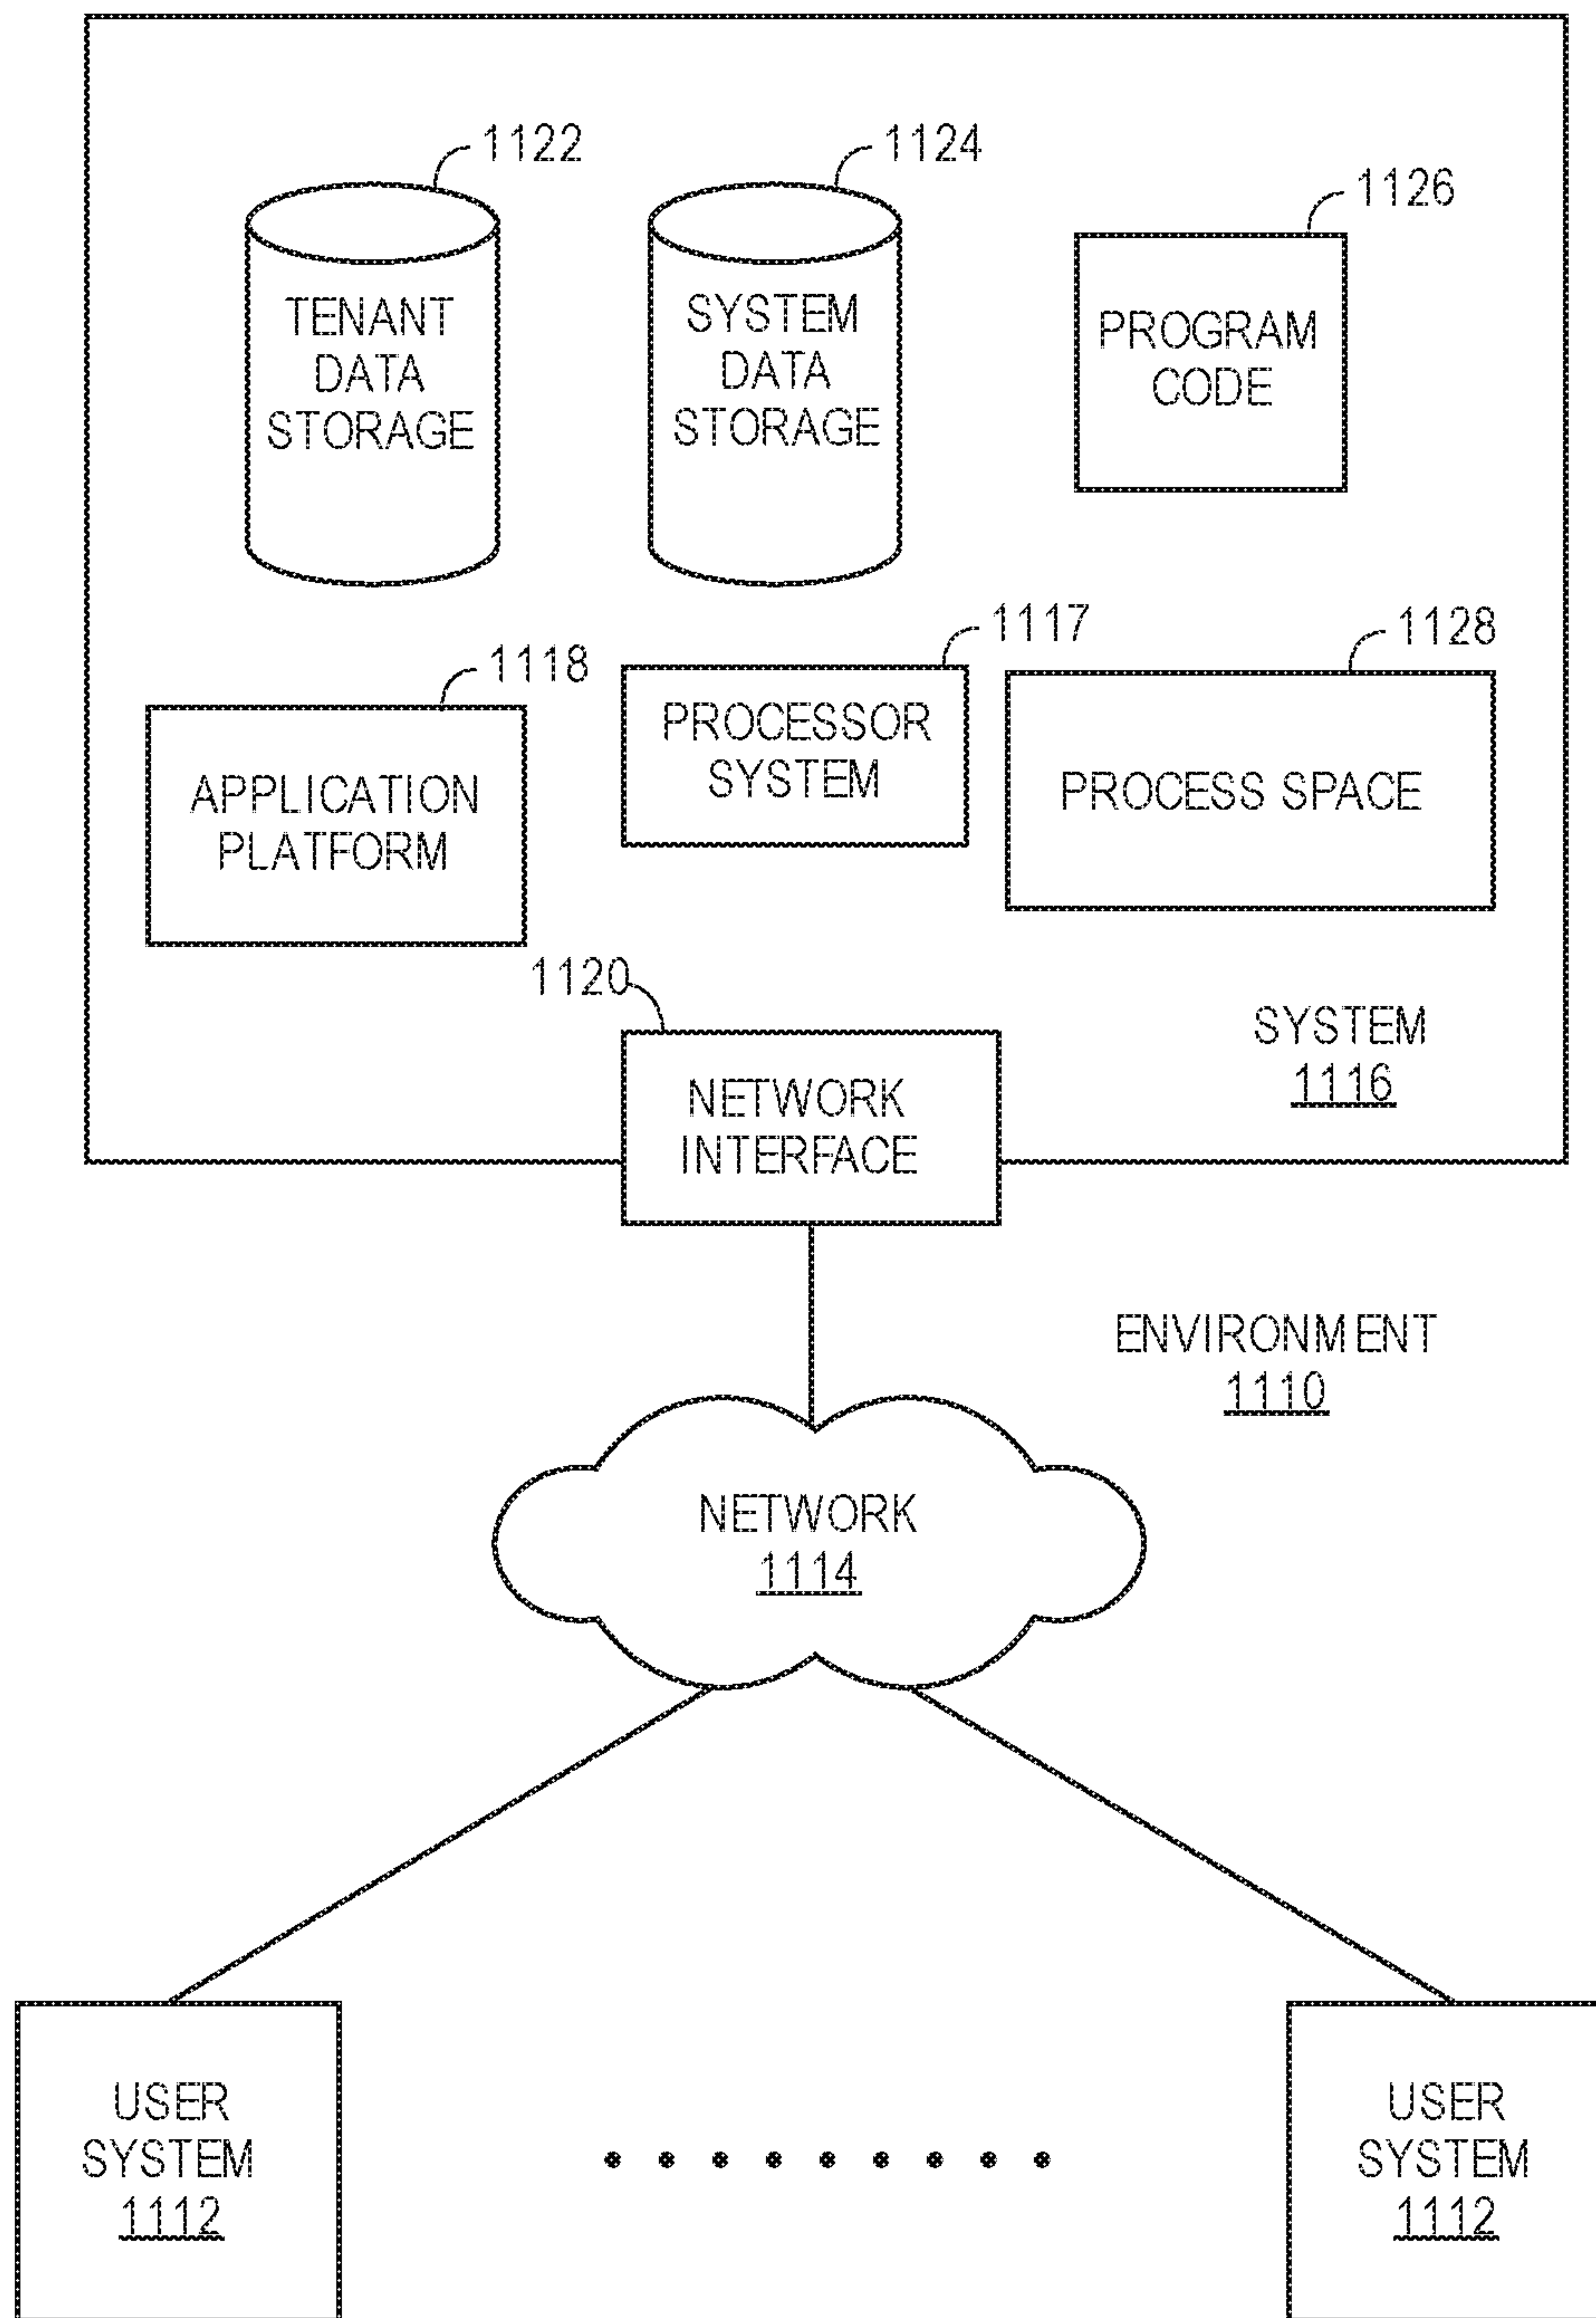 1122
1124
1126
TENANT
DATA
STORAGE
SYSTEM
DATA
STORAGE
PROGRAM
CODE
1118
1117
1128
APPLICATION
PLATFORM
PROCESSOR
SYSTEM
PROCESS SPACE
1120
NETWORK
INTERFACE
SYSTEM
1116
ENVIRONMENT
1110
NETWORK
1114
USER
SYSTEM
1112
USER
SYSTEM
1112